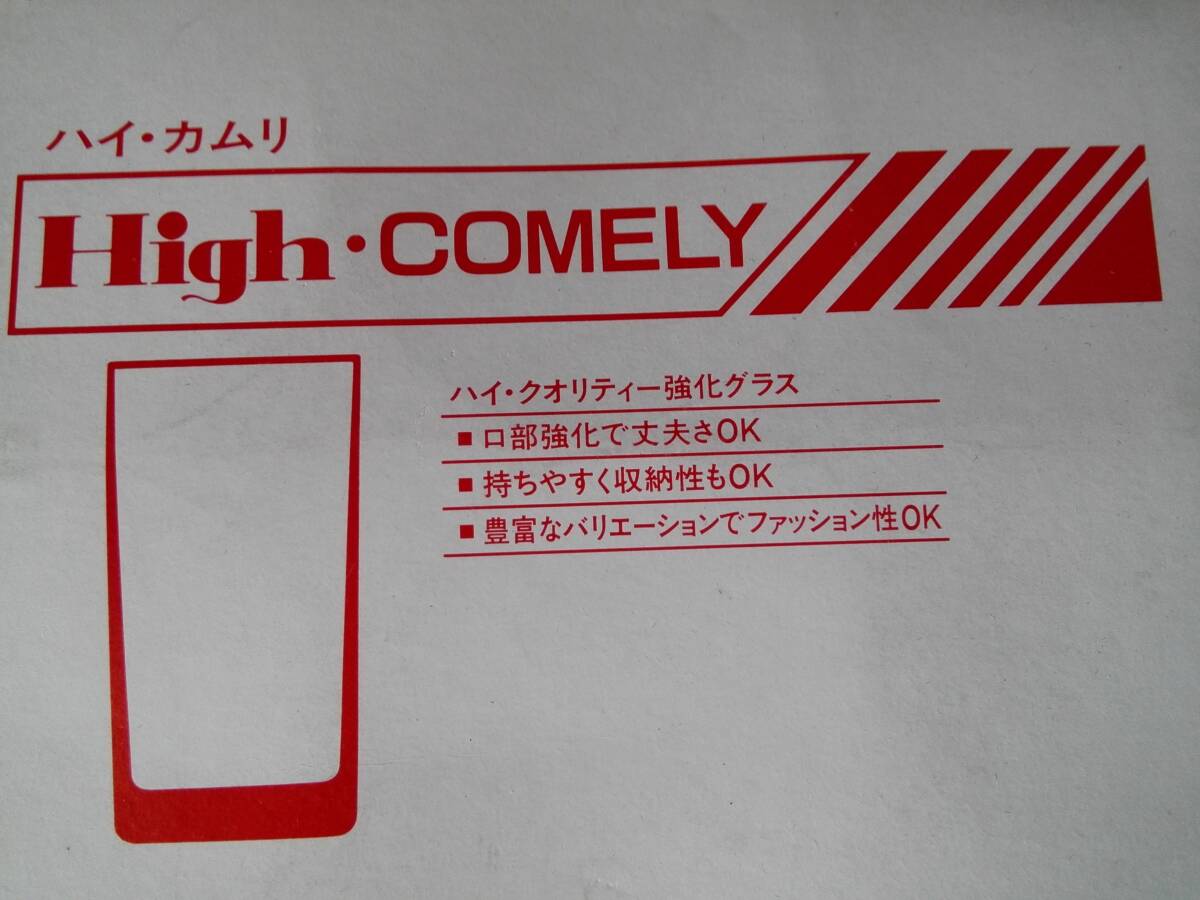 ハイ・カムリ
High・COMELY
ハイ・クオリティー強化グラス
■ 口部強化で丈夫さOK
■ 持ちやすく収納性もOK
■ 豊富なバリエーションでファッション性OK